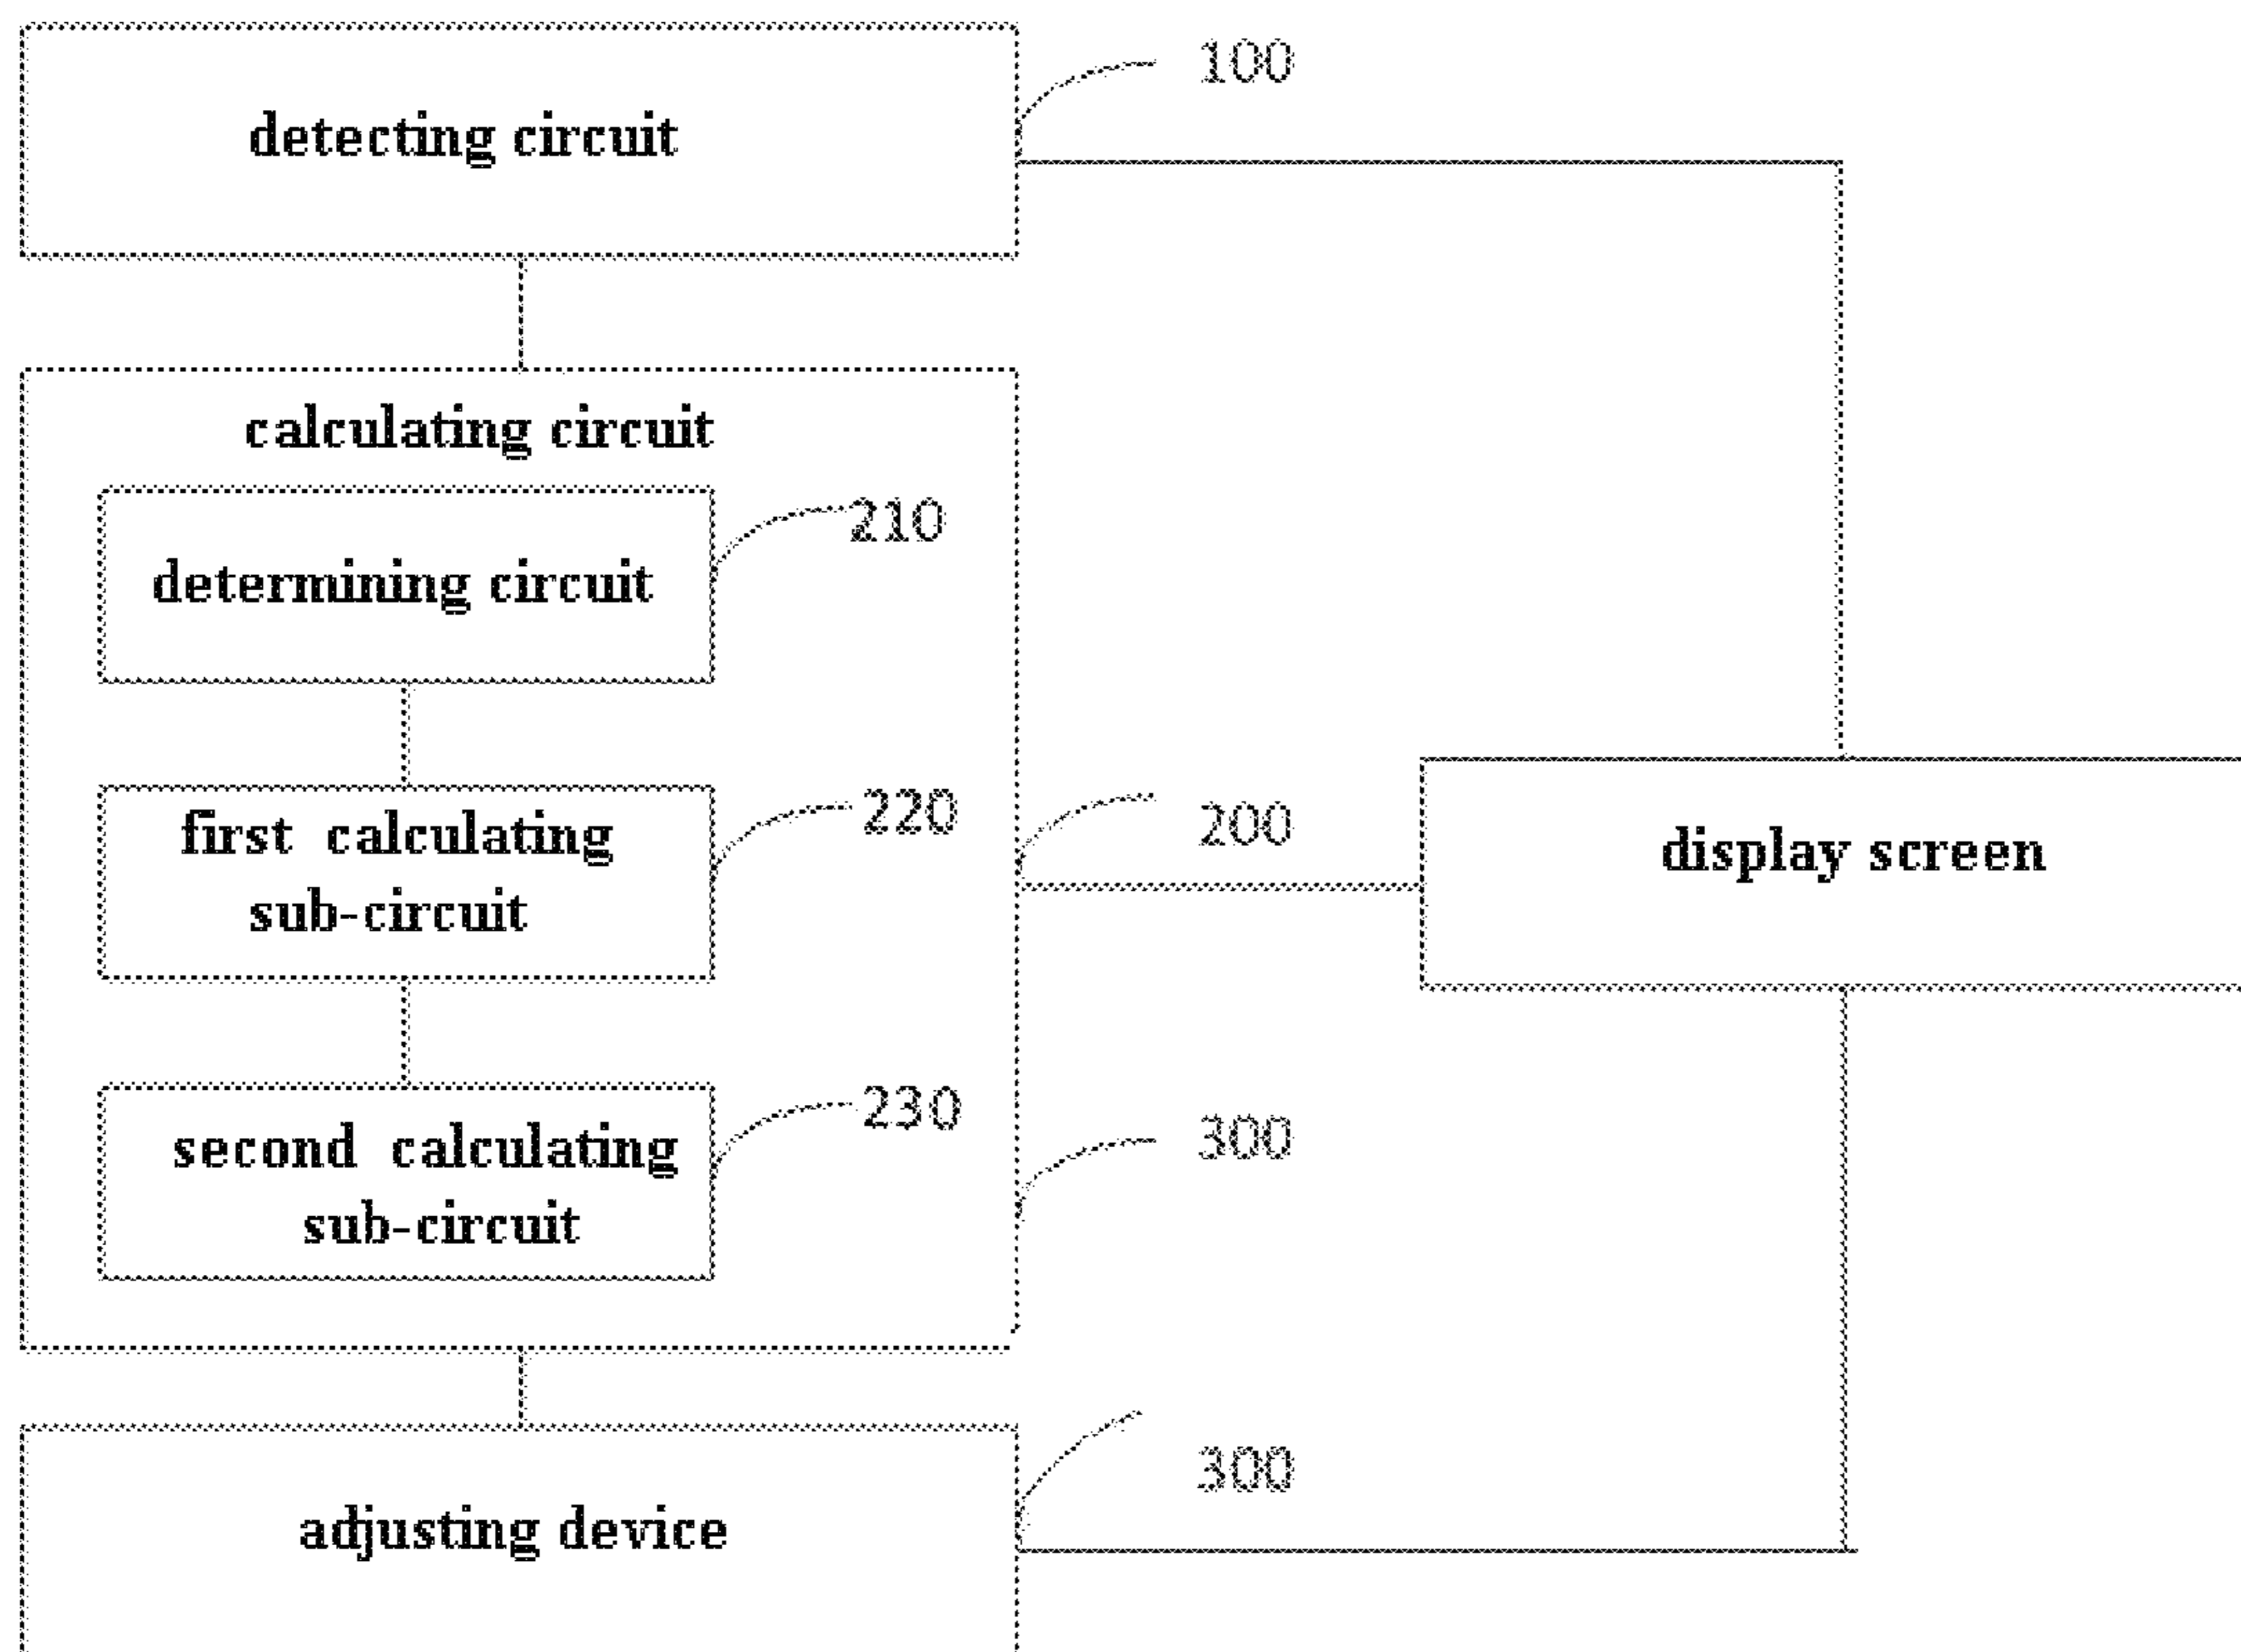 100
detecting circuit
calculating circuit
210
determining circuit
220
first calculating
sub-circuit
200
display screen
230
second calculating
sub-circuit
300
300
adjusting device